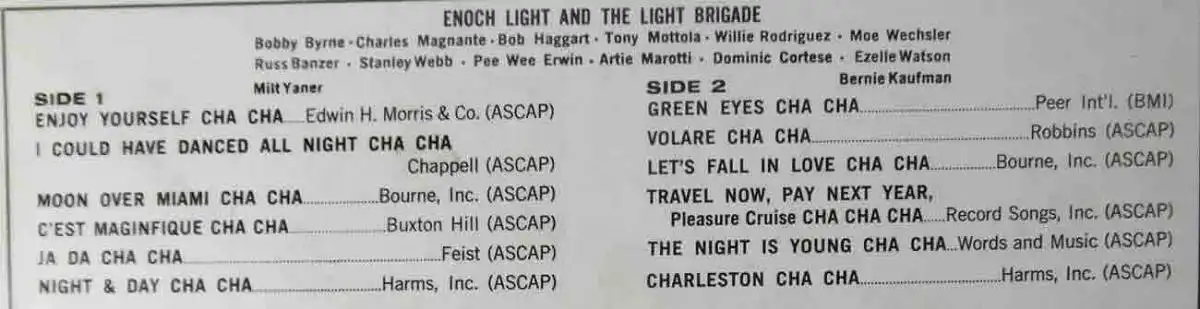 ENOCH LIGHT AND THE LIGHT BRIGADE
Bobby Byrne • Charles Magnante • Bob Haggart • Tony Mottola • Willie Rodriguez • Moe Wechsler
Russ Banzer • Stanley Webb • Pee Wee Erwin • Artie Marotti • Dominic Cortese • Ezelle Watson
Milt Yaner Bernie Kaufman
SIDE 1
ENJOY YOURSELF CHA CHA.....Edwin H. Morris & Co. (ASCAP)
I COULD HAVE DANCED ALL NIGHT CHA CHA
Chappell (ASCAP)
MOON OVER MIAMI CHA CHA..................Bourne, Inc. (ASCAP)
C'EST MAGINFIQUE CHA CHA.......................Buxton Hill (ASCAP)
JA DA CHA CHA..........................................................Feist (ASCAP)
NIGHT & DAY CHA CHA..............................Harms, Inc. (ASCAP)
SIDE 2
GREEN EYES CHA CHA........................................Peer Int'l. (BMI)
VOLARE CHA CHA..................................................Robbins (ASCAP)
LET'S FALL IN LOVE CHA CHA...............Bourne, Inc. (ASCAP)
TRAVEL NOW, PAY NEXT YEAR,
Pleasure Cruise CHA CHA CHA.....Record Songs, Inc. (ASCAP)
THE NIGHT IS YOUNG CHA CHA...Words and Music (ASCAP)
CHARLESTON CHA CHA................................Harms, Inc. (ASCAP)